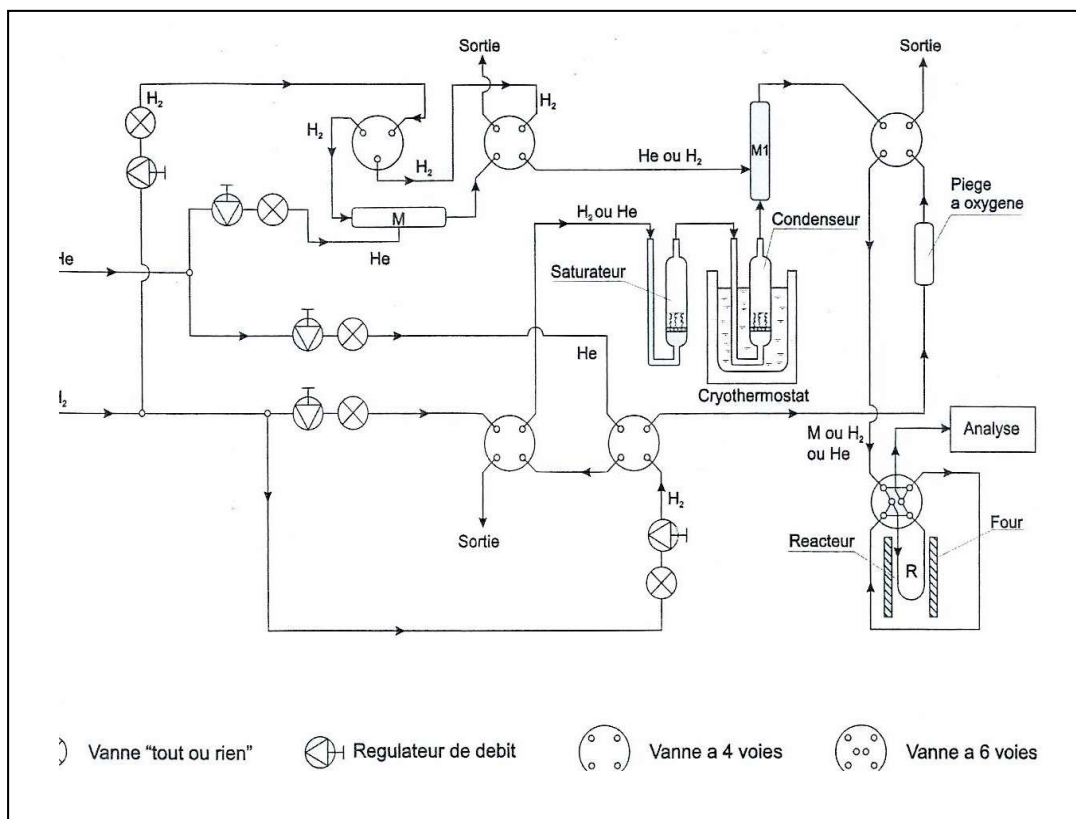 Sortie
Sortie
H₂
H₂
H₂
H₂
M
He
He
He ou H₂
M1
H₂ ou He
Condenseur
Saturateur
Piege
a oxygene
He
Cryothermostat
H₂
M ou H₂
ou He
Analyse
H₂
Sortie
Reacteur
Four
R
Vanne “tout ou rien”
Regulateur de debit
Vanne a 4 voies
Vanne a 6 voies